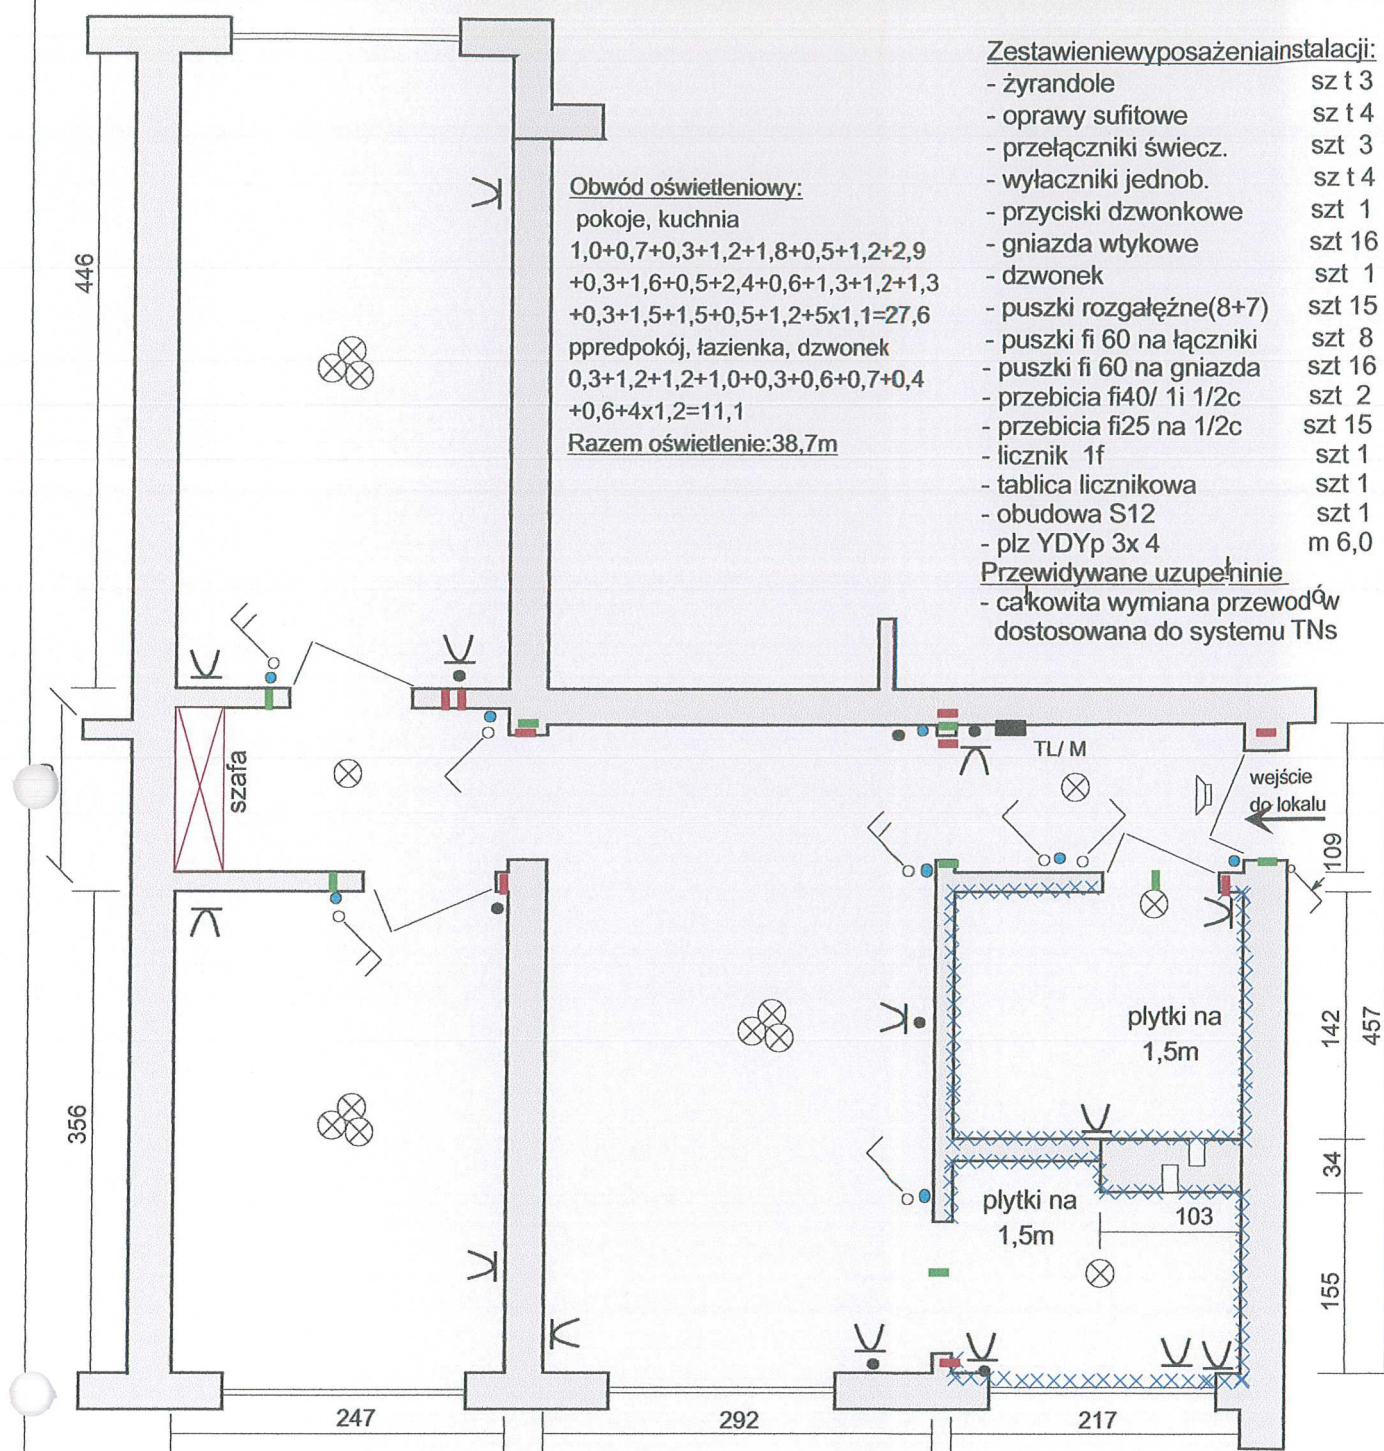 Zestawieniewyposażeniainstalacji:
- żyrandole sz t 3
- oprawy sufitowe sz t 4
- przełączniki świecz. szt 3
- wyłaczniki jednob. sz t 4
- przyciski dzwonkowe szt 1
- gniazda wtykowe szt 16
- dzwonek szt 1
- puszki rozgałęźne(8+7) szt 15
- puszki fi 60 na łączniki szt 8
- puszki fi 60 na gniazda szt 16
- przebicia fi40/ 1i 1/2c szt 2
- przebicia fi25 na 1/2c szt 15
- licznik 1f szt 1
- tablica licznikowa szt 1
- obudowa S12 szt 1
- plz YDYp 3x 4 m 6,0
Przewidywane uzupełninie
- całkowita wymiana przewodów
dostosowana do systemu TNs
Obwód oświetleniowy:
pokoje, kuchnia
1,0+0,7+0,3+1,2+1,8+0,5+1,2+2,9
+0,3+1,6+0,5+2,4+0,6+1,3+1,2+1,3
+0,3+1,5+1,5+0,5+1,2+5x1,1=27,6
ppredpokój, łazienka, dzwonek
0,3+1,2+1,2+1,0+0,3+0,6+0,7+0,4
+0,6+4x1,2=11,1
Razem oświetlenie:38,7m
446
szafa
TL/ M
wejście
do lokalu
109
356
plytki na
1,5m
142
457
34
plytki na
1,5m
103
155
247
292
217